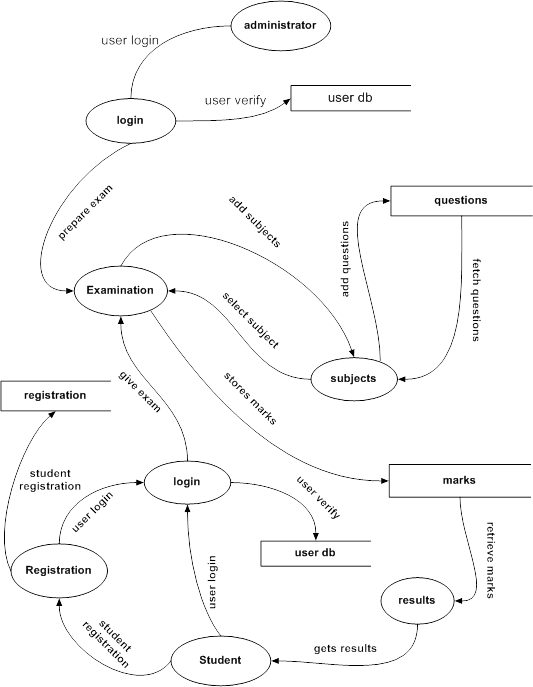 administrator
user login
user verify
user db
login
prepare exam
add subjects
questions
add questions
fetch questions
Examination
select subject
subjects
give exam
stores marks
registration
student
registration
user login
login
marks
user verify
user db
retrieve marks
Registration
user login
results
student
registration
gets results
Student